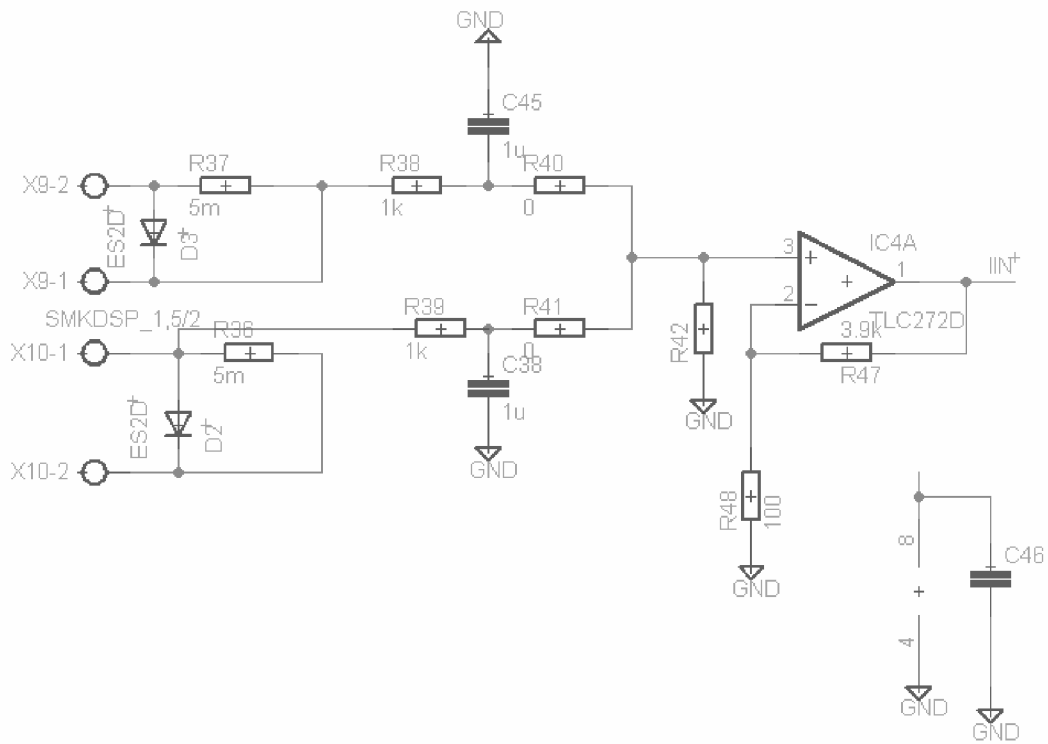 GND
C45
1u
R37
R38
R40
X9-2
5m
1k
0
ES2D
D3
IC4A
3
1
IIN
X9-1
2
SMKDSP_1,5/2
R39
R41
TLC272D
R36
R42
3.9k
X10-1
1k
0
C38
R47
5m
1u
ES2D
D2
GND
X10-2
GND
R48
100
8
C46
GND
4
GND
GND